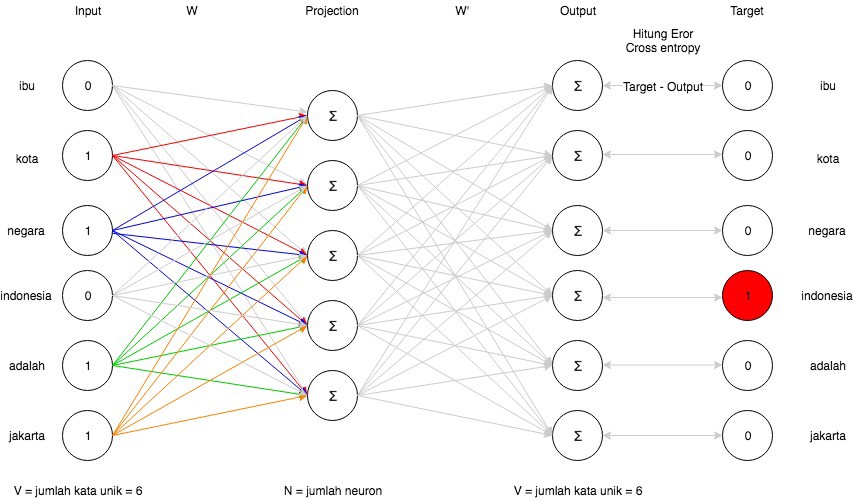 Input W Projection W' Output Target
Hitung Eror
Cross entropy
ibu 0 Σ Target - Output 0 ibu
Σ
kota 1 Σ 0 kota
Σ
negara 1 Σ 0 negara
Σ
indonesia 0 Σ 1 indonesia
Σ
adalah 1 Σ 0 adalah
Σ
jakarta 1 Σ 0 jakarta
V = jumlah kata unik = 6 N = jumlah neuron V = jumlah kata unik = 6